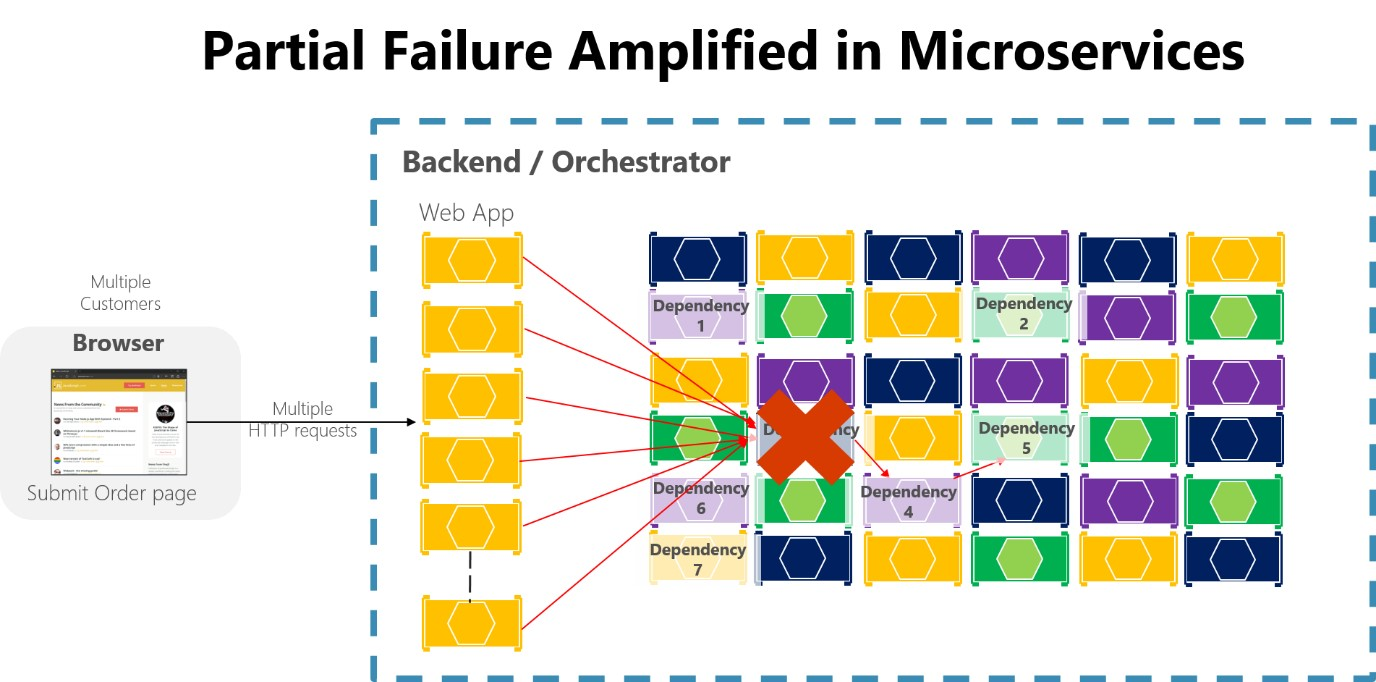 Partial Failure Amplified in Microservices
Backend / Orchestrator
Web App
Multiple
Customers
Browser
Submit Order page
Multiple
HTTP requests
Dependency
1
Dependency
2
Dependency
5
Dependency
6
Dependency
4
Dependency
7